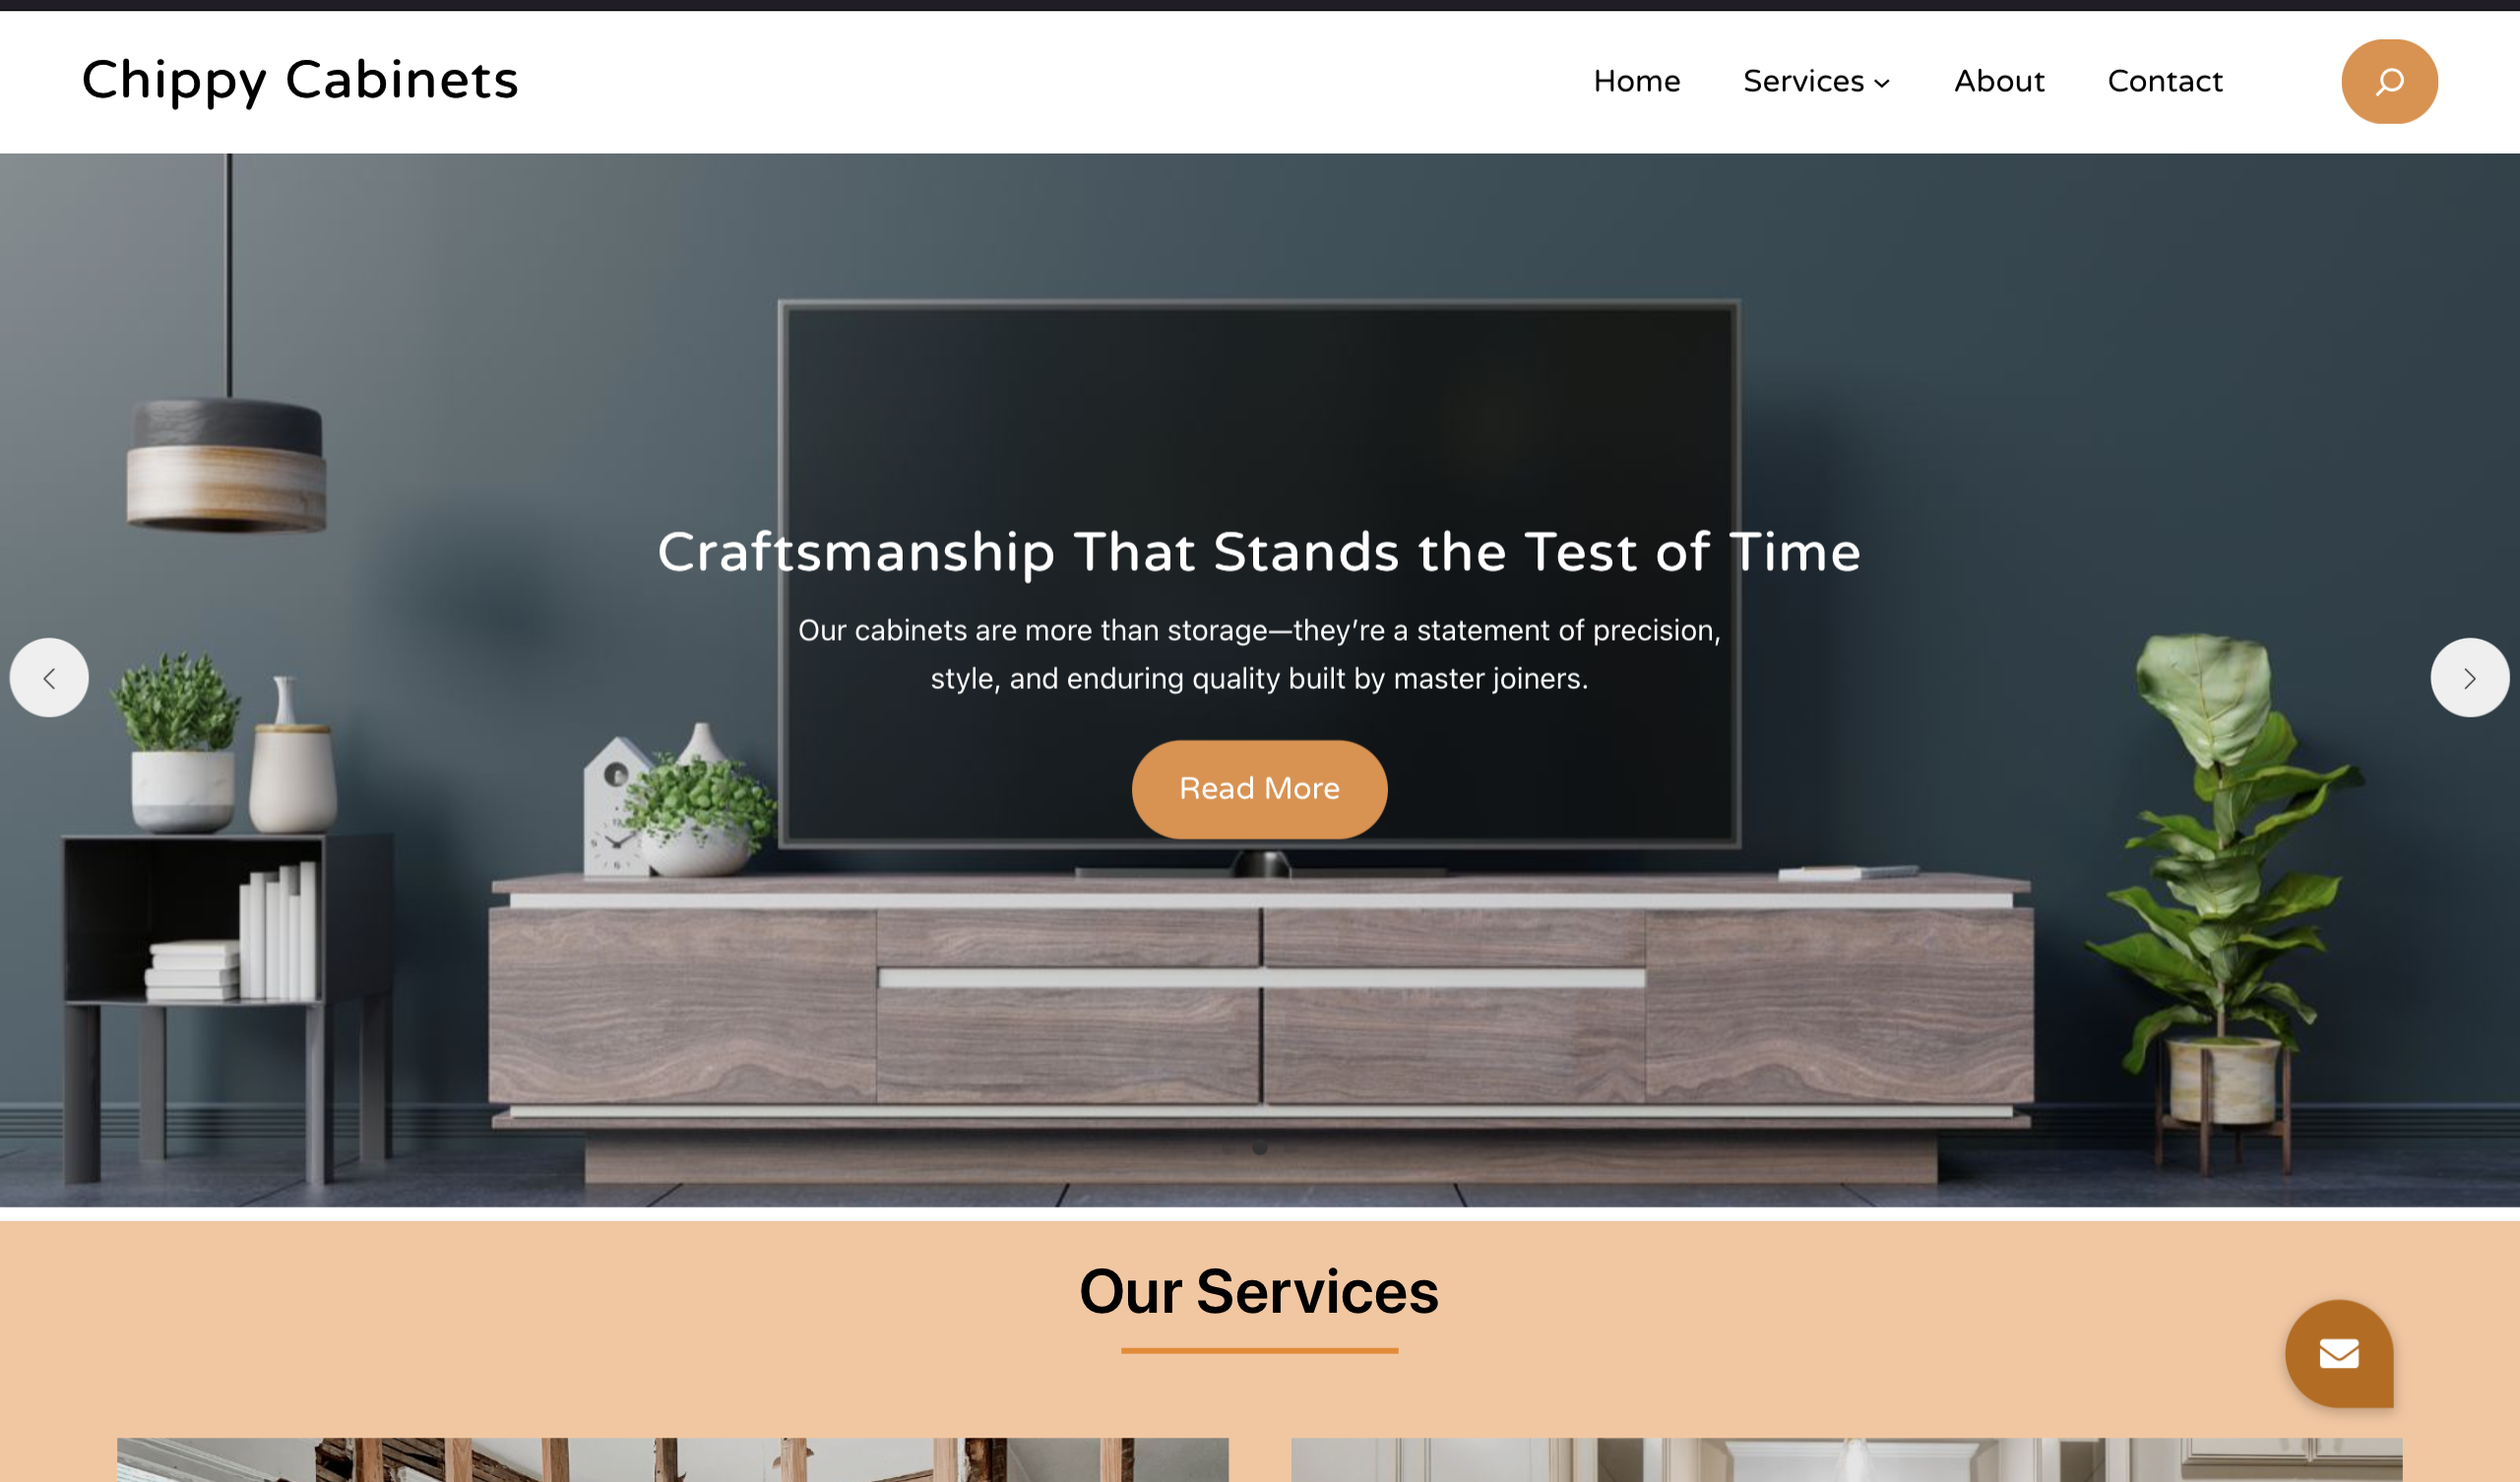 Chippy Cabinets
Home Services About Contact
Craftsmanship That Stands the Test of Time
Our cabinets are more than storage—they’re a statement of precision,
style, and enduring quality built by master joiners.
Read More
Our Services